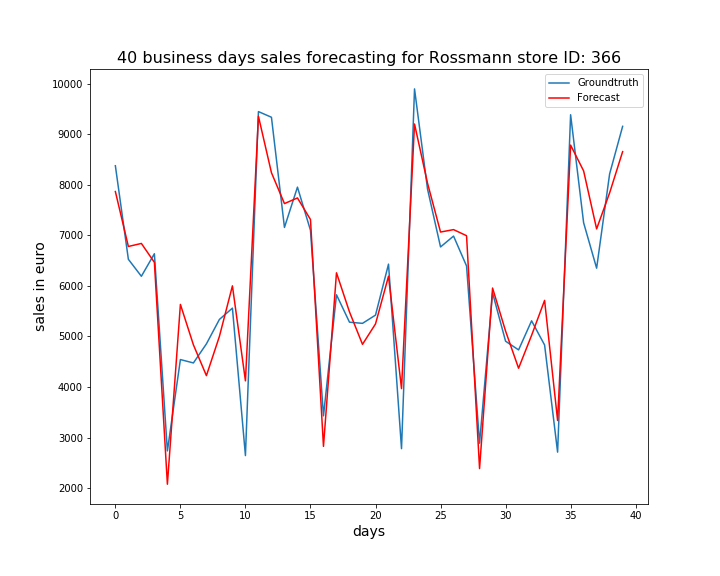 40 business days sales forecasting for Rossmann store ID: 366
Groundtruth
Forecast
10000
9000
8000
7000
6000
5000
4000
3000
2000
sales in euro
0 5 10 15 20 25 30 35 40
days